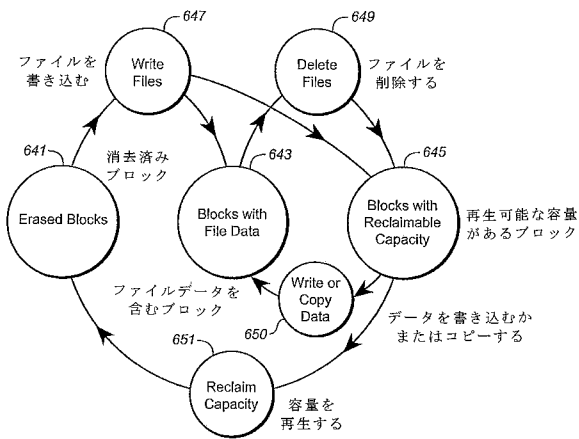 647
649
ファイルを
書き込む
Write
Files
Delete
Files
ファイルを
削除する
641
消去済み
ブロック
643
645
Erased Blocks
Blocks with
File Data
Blocks with
Reclaimable
Capacity
再生可能な容量
があるブロック
ファイルデータを
含むブロック
Write or
Copy
Data
650
データを書き込むか
またはコピーする
651
Reclaim
Capacity
容量を
再生する